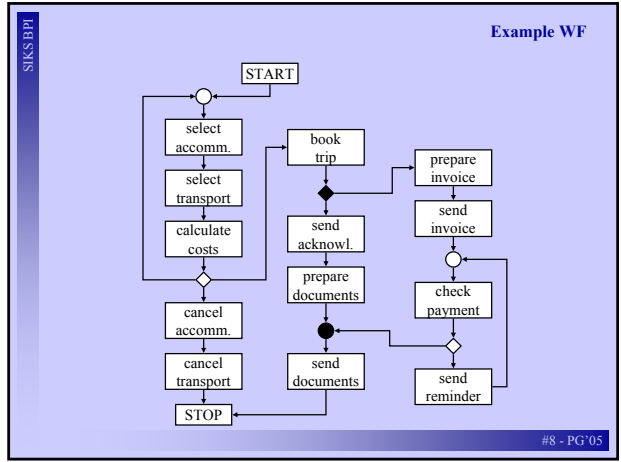 SIKS BPI
Example WF
START
select
accomm.
select
transport
calculate
costs
cancel
accomm.
cancel
transport
STOP
book
trip
send
acknowl.
prepare
documents
send
documents
prepare
invoice
send
invoice
check
payment
send
reminder
#8 - PG'05